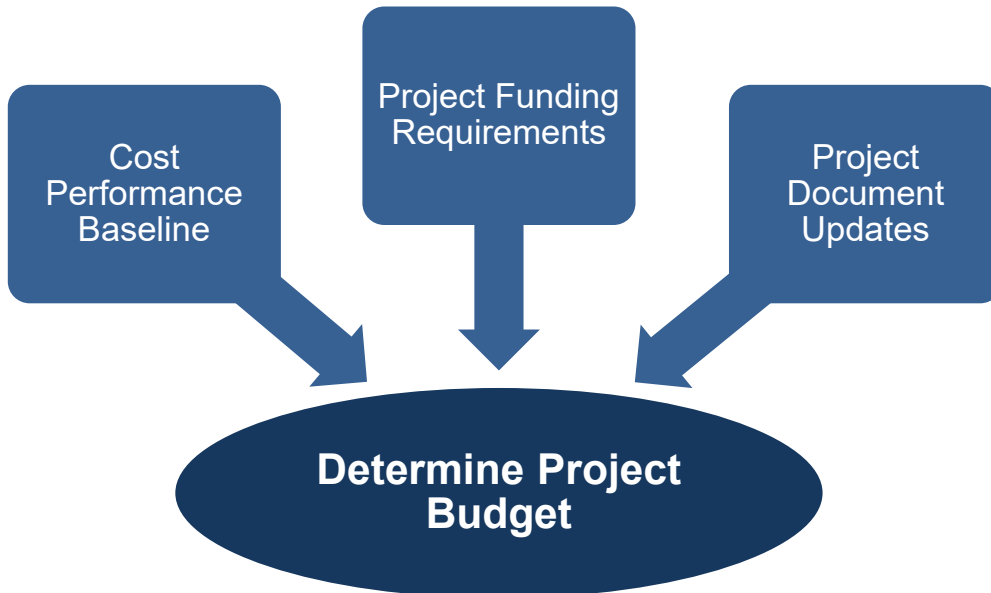 Cost
Performance
Baseline
Project Funding
Requirements
Project
Document
Updates
Determine Project
Budget